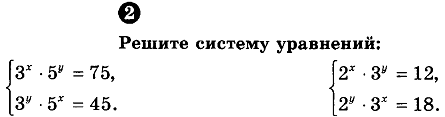 2
Решите систему уравнений:
{3^x · 5^y = 75, {2^x · 3^y = 12,
{3^y · 5^x = 45. {2^y · 3^x = 18.